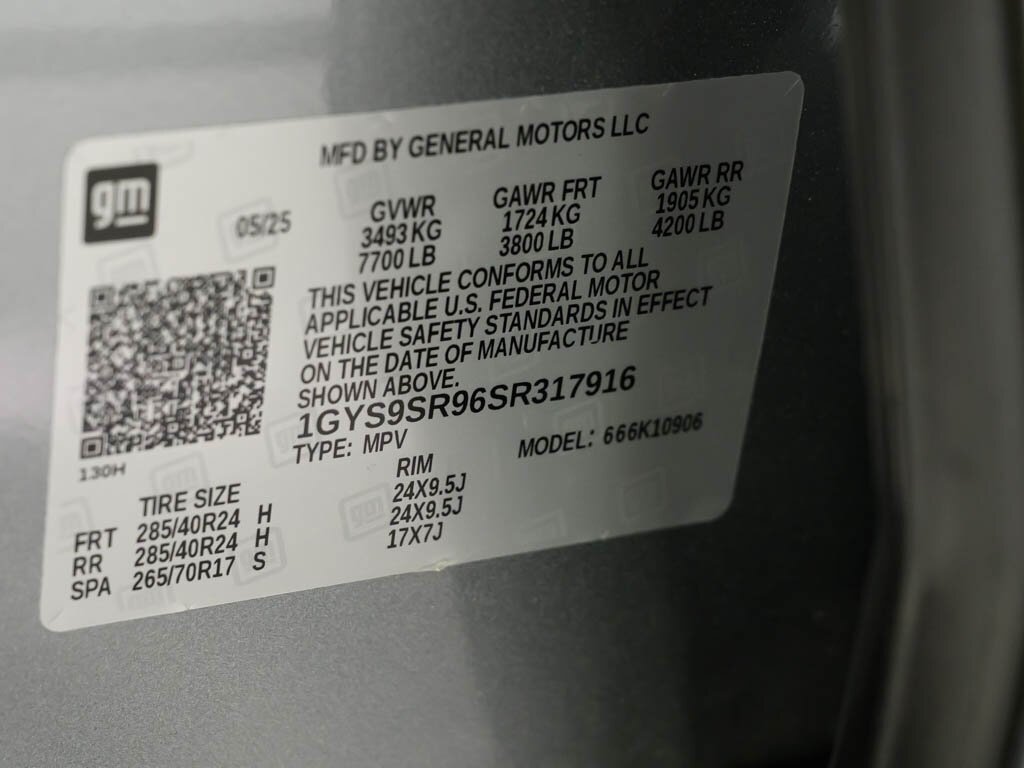 MFD BY GENERAL MOTORS LLC
gm
05/25
GVWR GAWR FRT GAWR RR
3493 KG 1724 KG 1905 KG
7700 LB 3800 LB 4200 LB
THIS VEHICLE CONFORMS TO ALL
APPLICABLE U.S. FEDERAL MOTOR
VEHICLE SAFETY STANDARDS IN EFFECT
ON THE DATE OF MANUFACTURE
SHOWN ABOVE.
1GYS9SR96SR317916
TYPE: MPV MODEL: 666K10906
130H
TIRE SIZE RIM
FRT 285/40R24 H 24X9.5J
RR 285/40R24 H 24X9.5J
SPA 265/70R17 S 17X7J